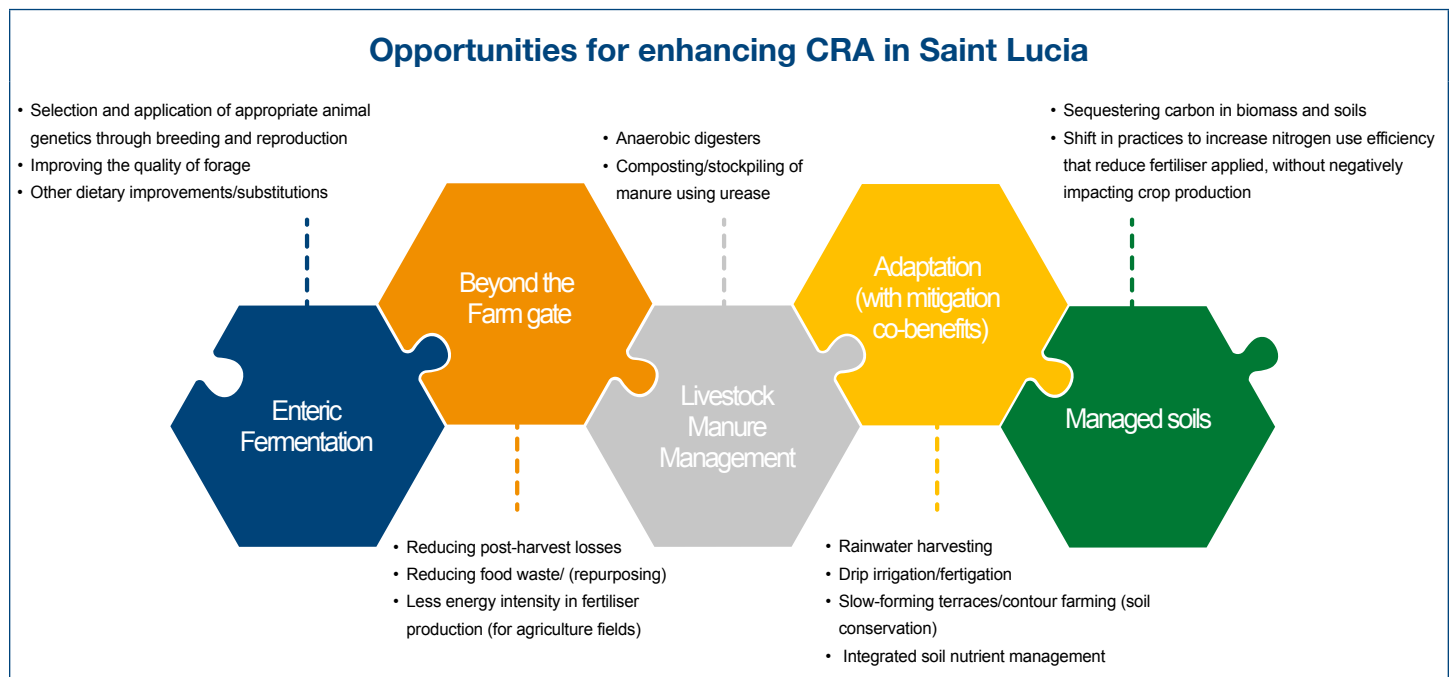 Opportunities for enhancing CRA in Saint Lucia
• Selection and application of appropriate animal
genetics through breeding and reproduction
• Improving the quality of forage
• Other dietary improvements/substitutions
• Anaerobic digesters
• Composting/stockpiling of
manure using urease
• Sequestering carbon in biomass and soils
• Shift in practices to increase nitrogen use efficiency
that reduce fertiliser applied, without negatively
impacting crop production
Enteric
Fermentation
Beyond the
Farm gate
Livestock
Manure
Management
Adaptation
(with mitigation
co-benefits)
Managed soils
• Reducing post-harvest losses
• Reducing food waste/ (repurposing)
• Less energy intensity in fertiliser
production (for agriculture fields)
• Rainwater harvesting
• Drip irrigation/fertigation
• Slow-forming terraces/contour farming (soil
conservation)
• Integrated soil nutrient management